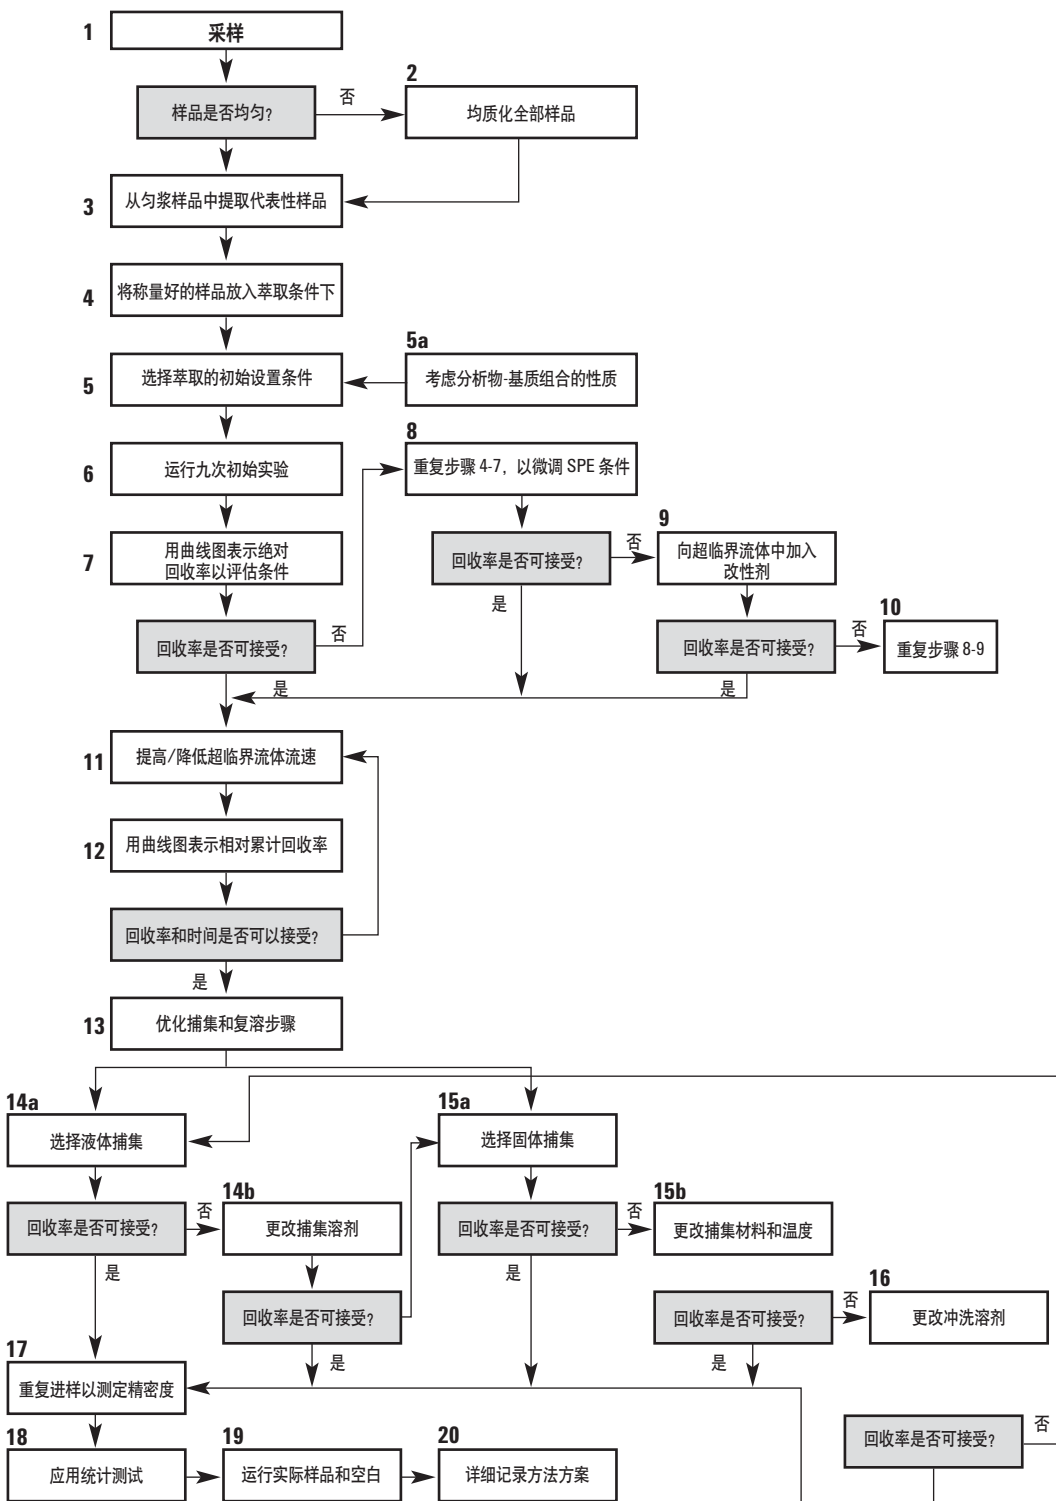 1
采样
样品是否均匀?
否
2
均质化全部样品
3
从匀浆样品中提取代表性样品
4
将称量好的样品放入萃取条件下
5
选择萃取的初始设置条件
5a
考虑分析物-基质组合的性质
6
运行九次初始实验
7
用曲线图表示绝对
回收率以评估条件
回收率是否可接受?
否
8
重复步骤 4-7, 以微调 SPE 条件
回收率是否可接受?
否
是
9
向超临界流体中加入
改性剂
回收率是否可接受?
否
10
重复步骤 8-9
是
是
11
提高/降低超临界流体流速
12
用曲线图表示相对累计回收率
回收率和时间是否可以接受?
是
13
优化捕集和复溶步骤
14a
选择液体捕集
回收率是否可接受?
否
是
14b
更改捕集溶剂
回收率是否可接受?
是
15a
选择固体捕集
回收率是否可接受?
否
是
15b
更改捕集材料和温度
回收率是否可接受?
否
是
16
更改冲洗溶剂
回收率是否可接受?
否
17
重复进样以测定精密度
18
应用统计测试
19
运行实际样品和空白
20
详细记录方法方案